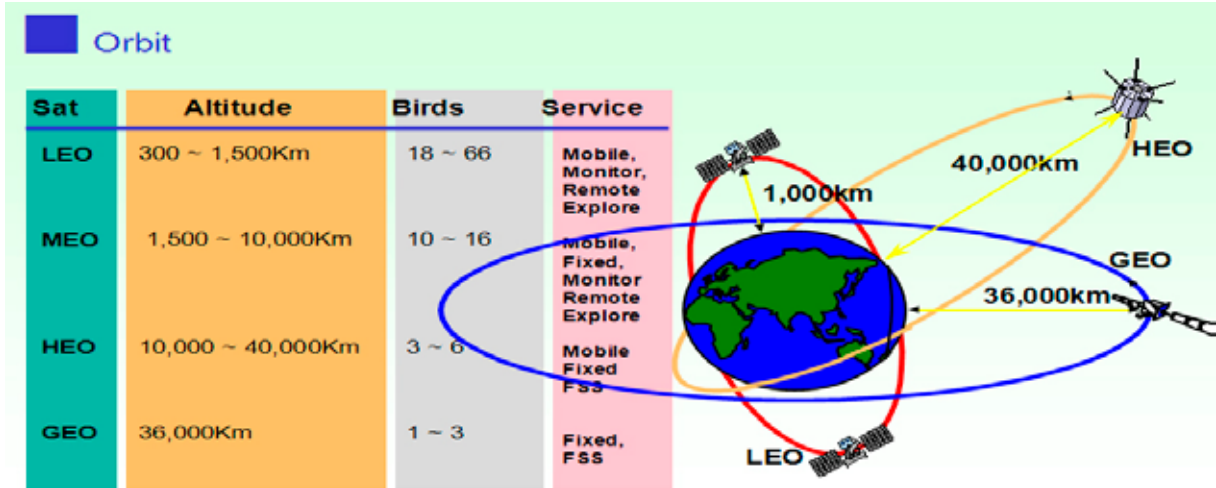 Orbit
Sat Altitude Birds Service
LEO 300 ~ 1,500Km 18 ~ 66 Mobile,
Monitor,
Remote
Explore
MEO 1,500 ~ 10,000Km 10 ~ 16 Mobile,
Fixed,
Monitor
Remote
Explore
HEO 10,000 ~ 40,000Km 3 ~ 6 Mobile
Fixed
FSS
GEO 36,000Km 1 ~ 3 Fixed,
FSS
HEO
40,000km
1,000km
GEO
36,000km
LEO